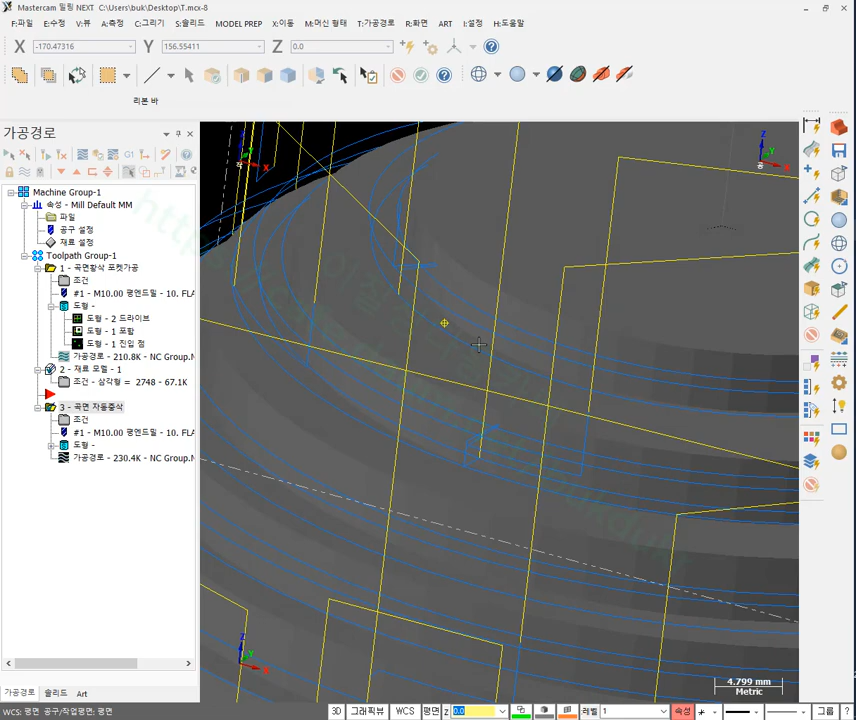 Mastercam 밀링 NEXT   C:\Users\buk\Desktop\T.mcx-8
F:파일 E:수정 V:뷰 A:측정 C:그리기 S:솔리드 MODEL PREP X:이동 M:머신 형태 T:가공경로 R:화면 ART I:설정 H:도움말
X -170.47316 Y 156.55411 Z 0.0
리본 바
가공경로
G1
Machine Group-1
속성 - Mill Default MM
파일
공구 설정
재료 설정
Toolpath Group-1
1 - 곡면황삭 포켓가공
조건
#1 - M10.00 평엔드밀 - 10. FLA
도형 -
도형 - 2 드라이브
도형 - 1 포함
도형 - 1 진입 점
가공경로 - 210.8K - NC Group.N
2 - 재료 모델 - 1
조건 - 삼각형 = 2748 - 67.1K
3 - 곡면 자동중삭
조건
#1 - M10.00 평엔드밀 - 10. FLA
도형 -
가공경로 - 230.4K - NC Group.N
Z
Y
X
Z
Y
X
Z
Y
X
4.799 mm
Metric
가공경로 솔리드 Art
WCS: 평면 공구/작업평면: 평면
3D 그래픽뷰 WCS 평면 Z 0.0 레벨 1 속성 그룹 ?